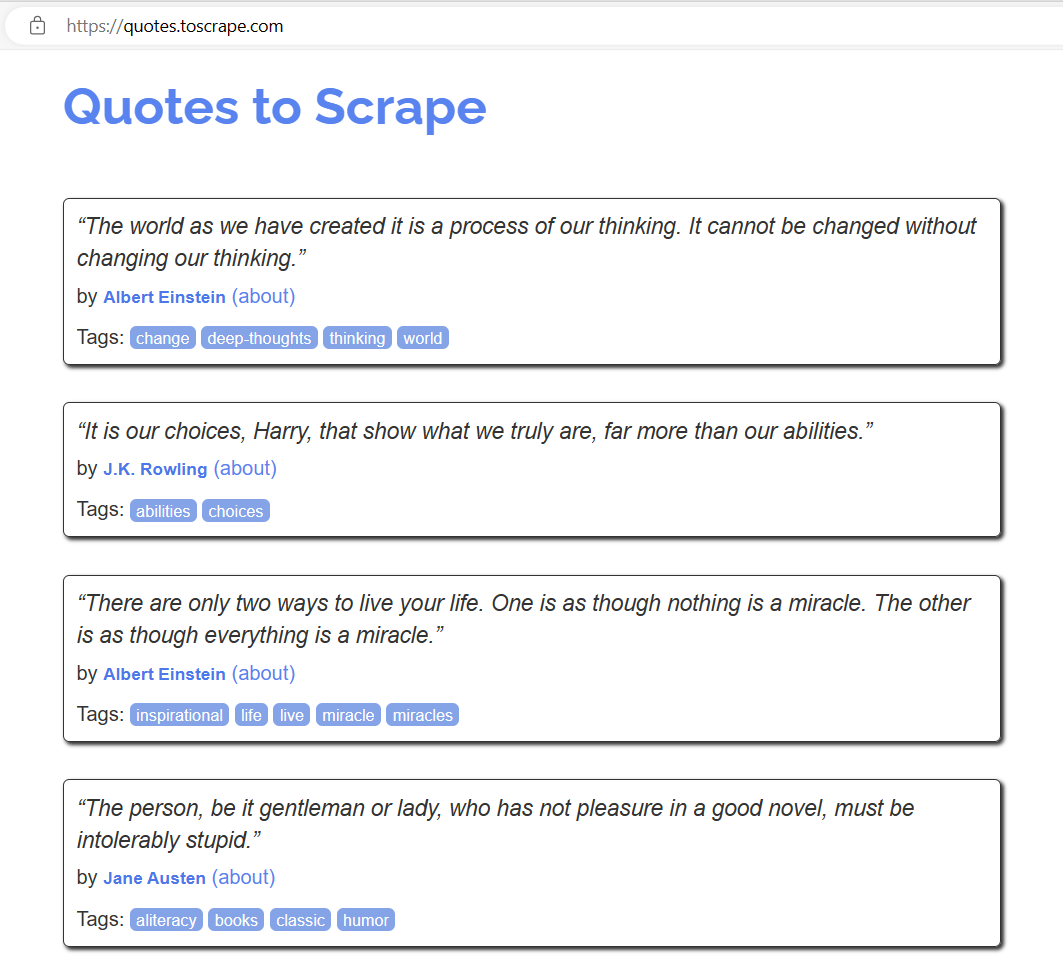 https://quotes.toscrape.com
Quotes to Scrape
“The world as we have created it is a process of our thinking. It cannot be changed without
changing our thinking.”
by Albert Einstein (about)
Tags: change deep-thoughts thinking world
“It is our choices, Harry, that show what we truly are, far more than our abilities.”
by J.K. Rowling (about)
Tags: abilities choices
“There are only two ways to live your life. One is as though nothing is a miracle. The other
is as though everything is a miracle.”
by Albert Einstein (about)
Tags: inspirational life live miracle miracles
“The person, be it gentleman or lady, who has not pleasure in a good novel, must be
intolerably stupid.”
by Jane Austen (about)
Tags: aliteracy books classic humor